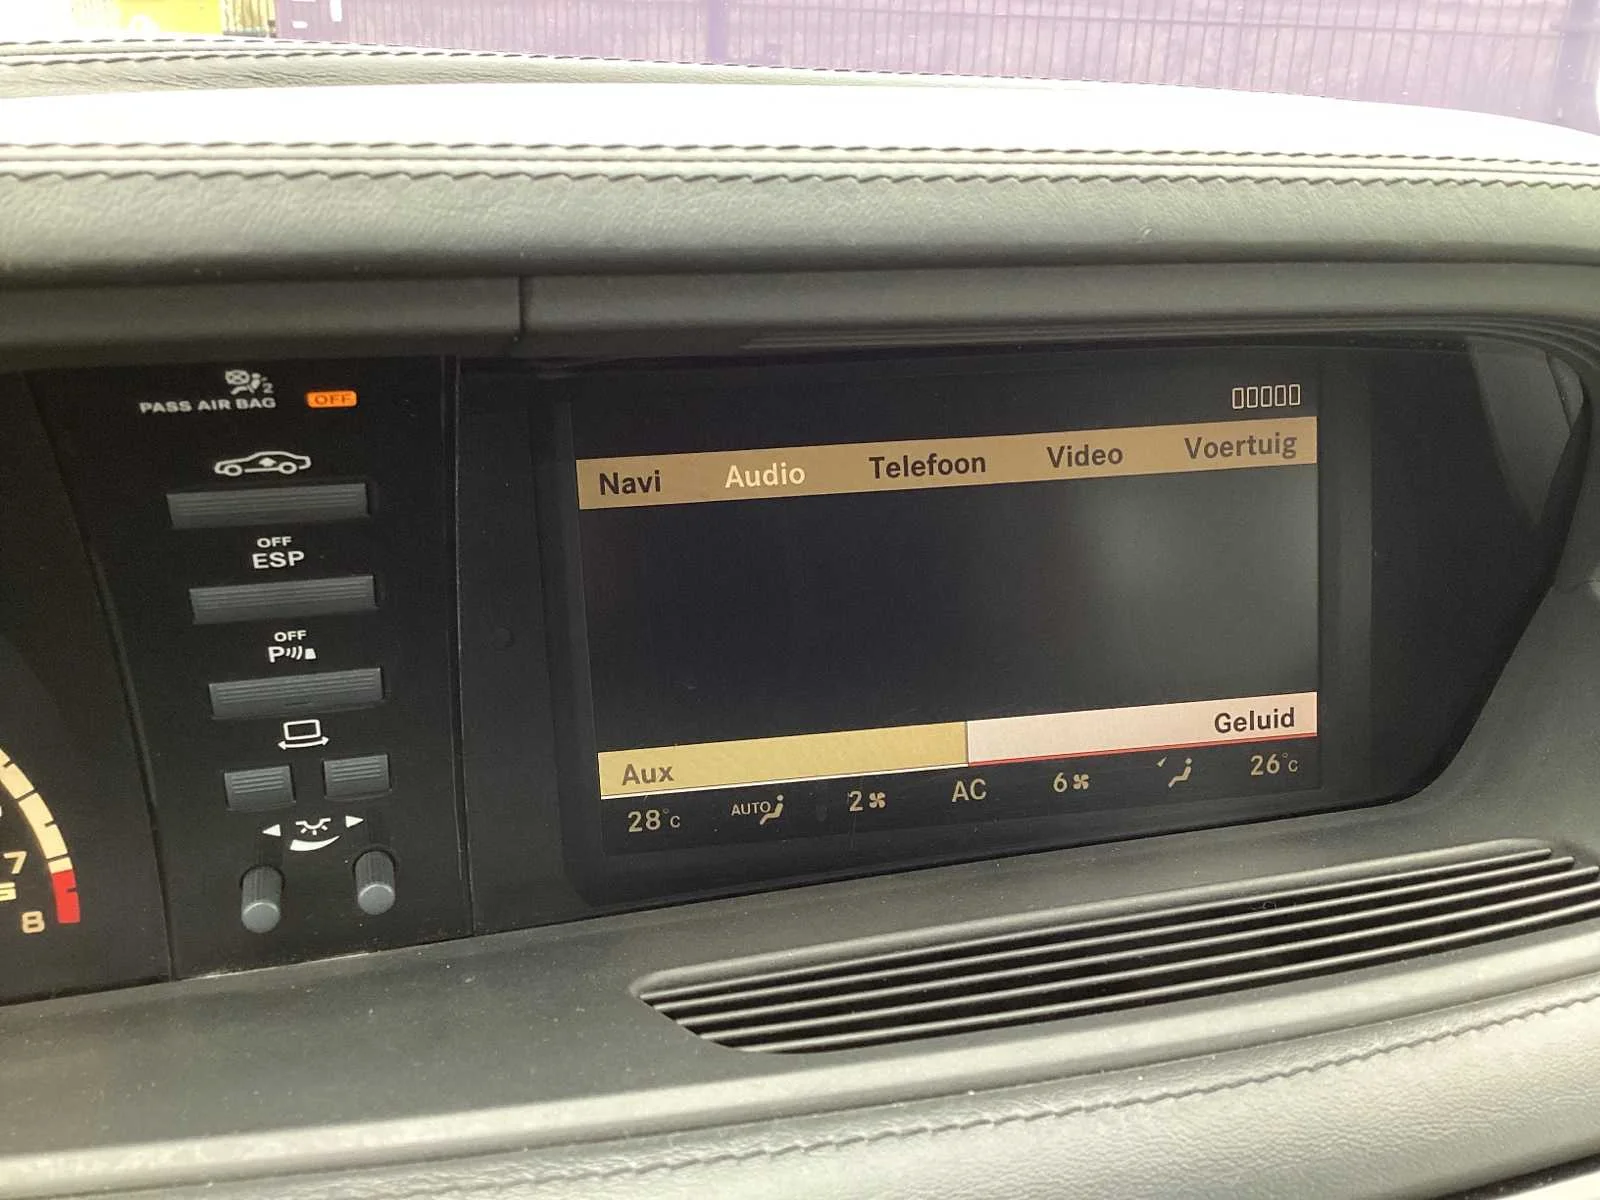 2
PASS AIR BAG OFF
OFF
ESP
OFF
P
Navi Audio Telefoon Video Voertuig
Aux Geluid
28°C AUTO 2 AC 6 26°C
7
8